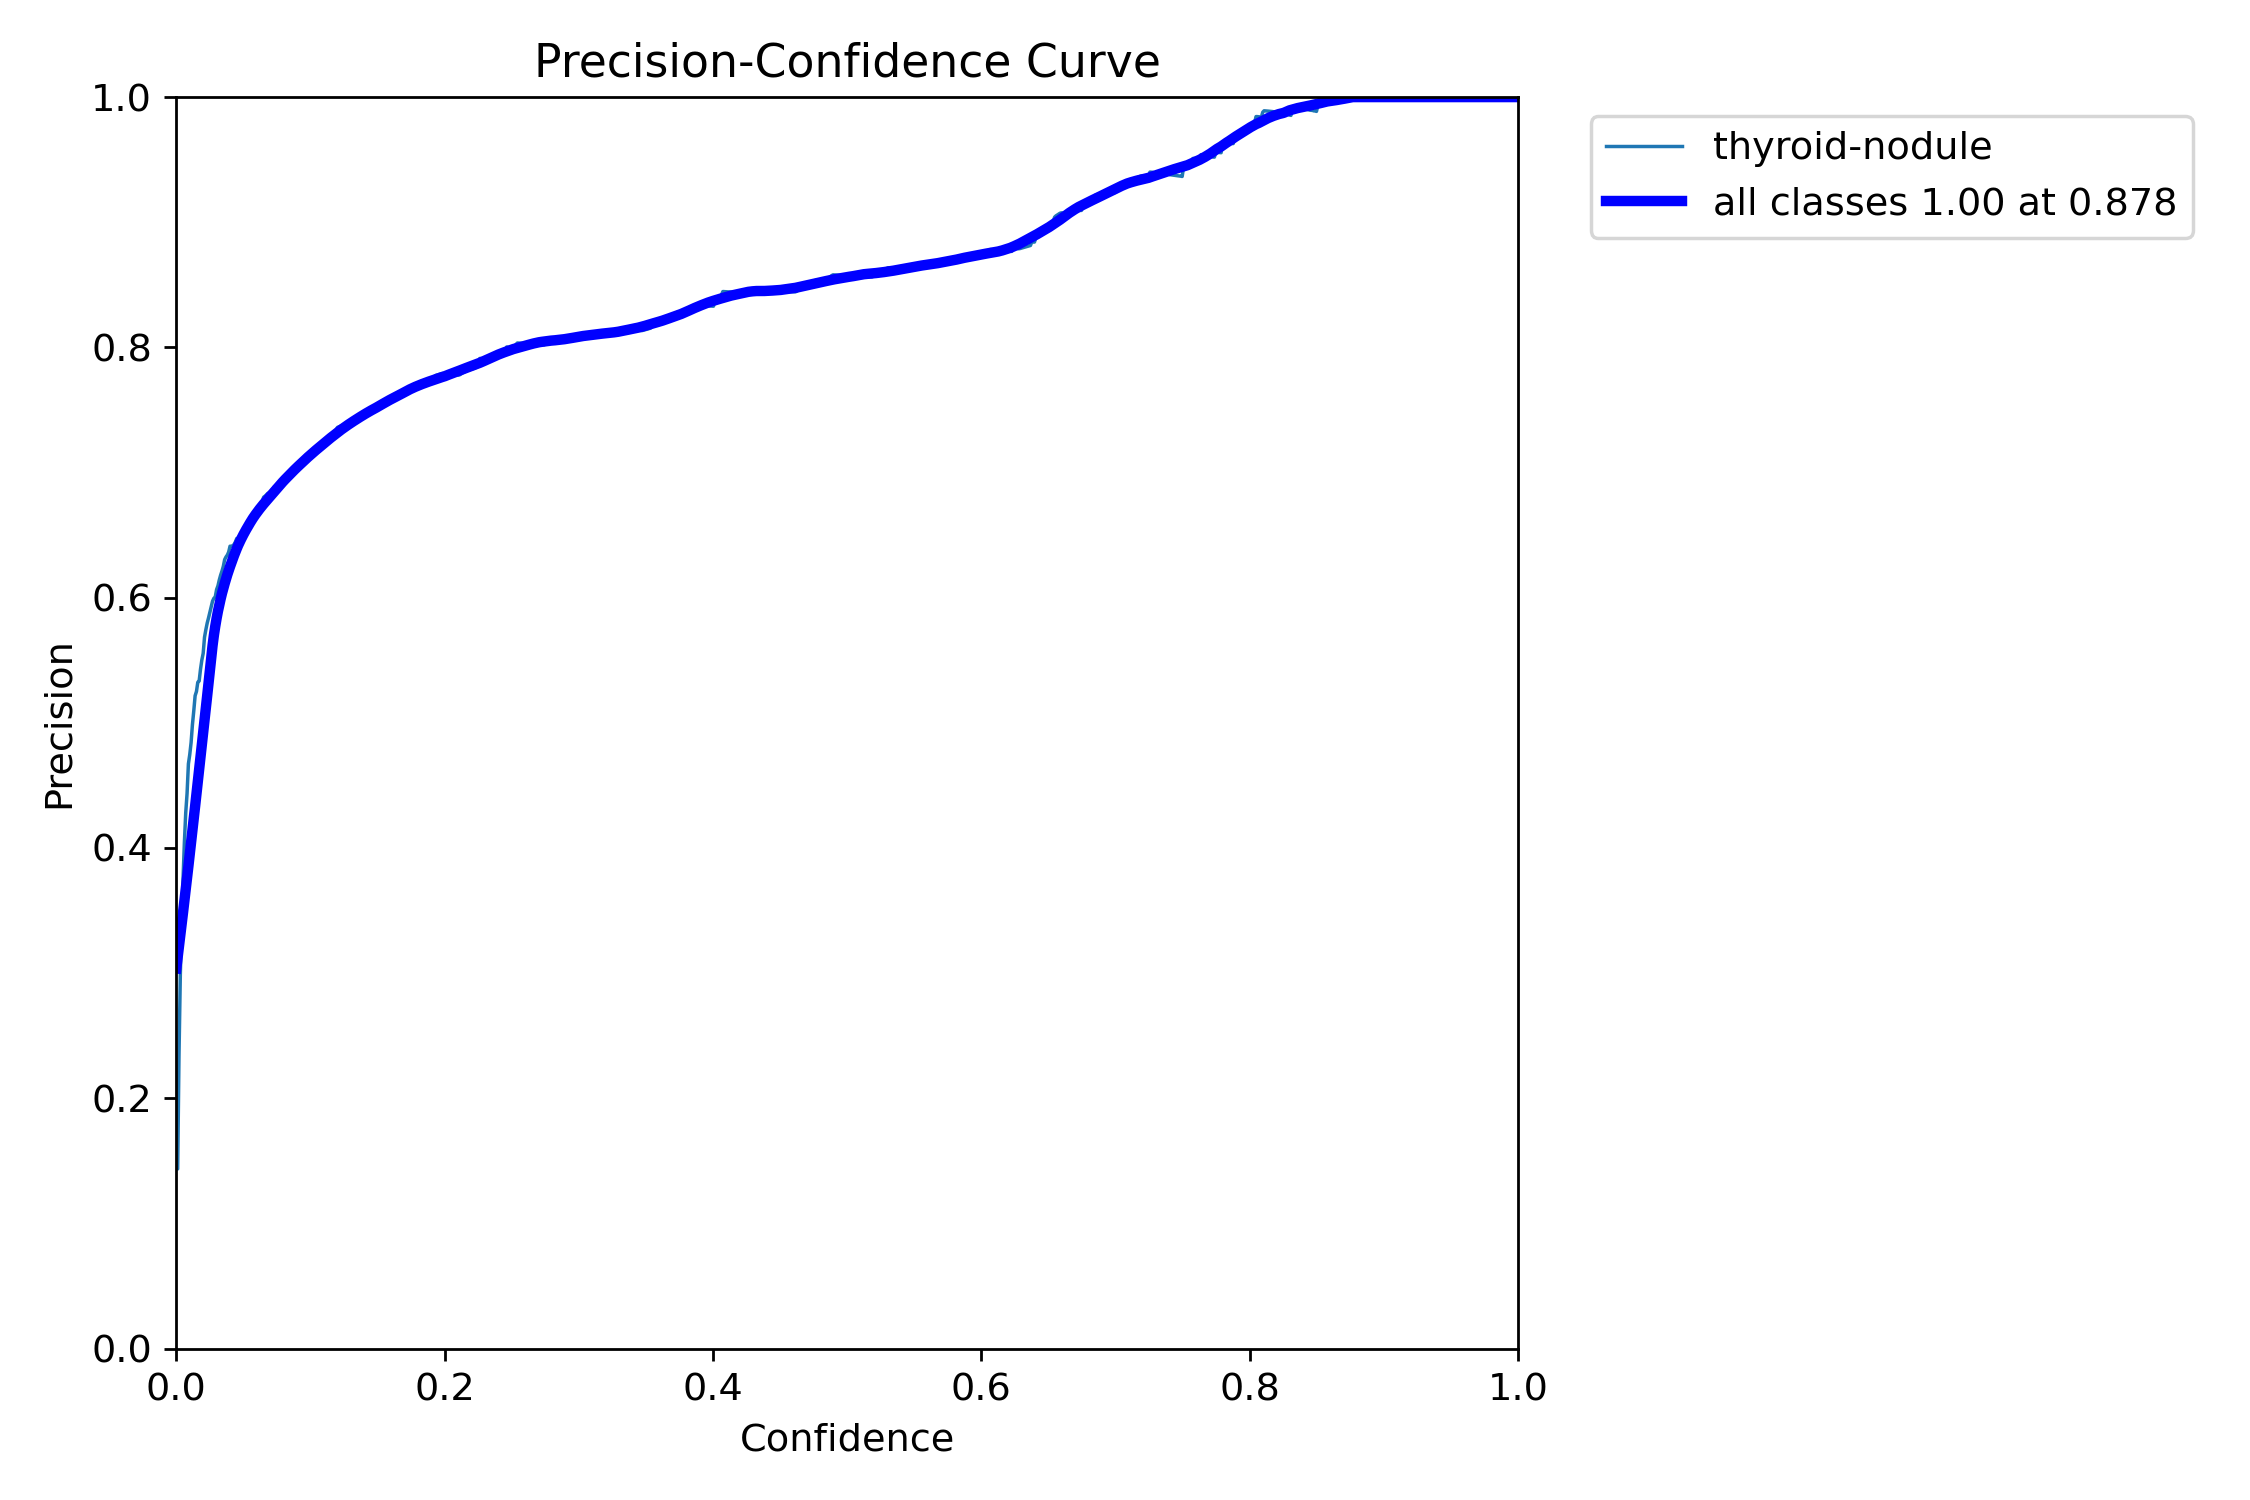 Precision-Confidence Curve
1.0
0.8
0.6
0.4
0.2
0.0
Precision
0.0 0.2 0.4 0.6 0.8 1.0
Confidence
thyroid-nodule
all classes 1.00 at 0.878